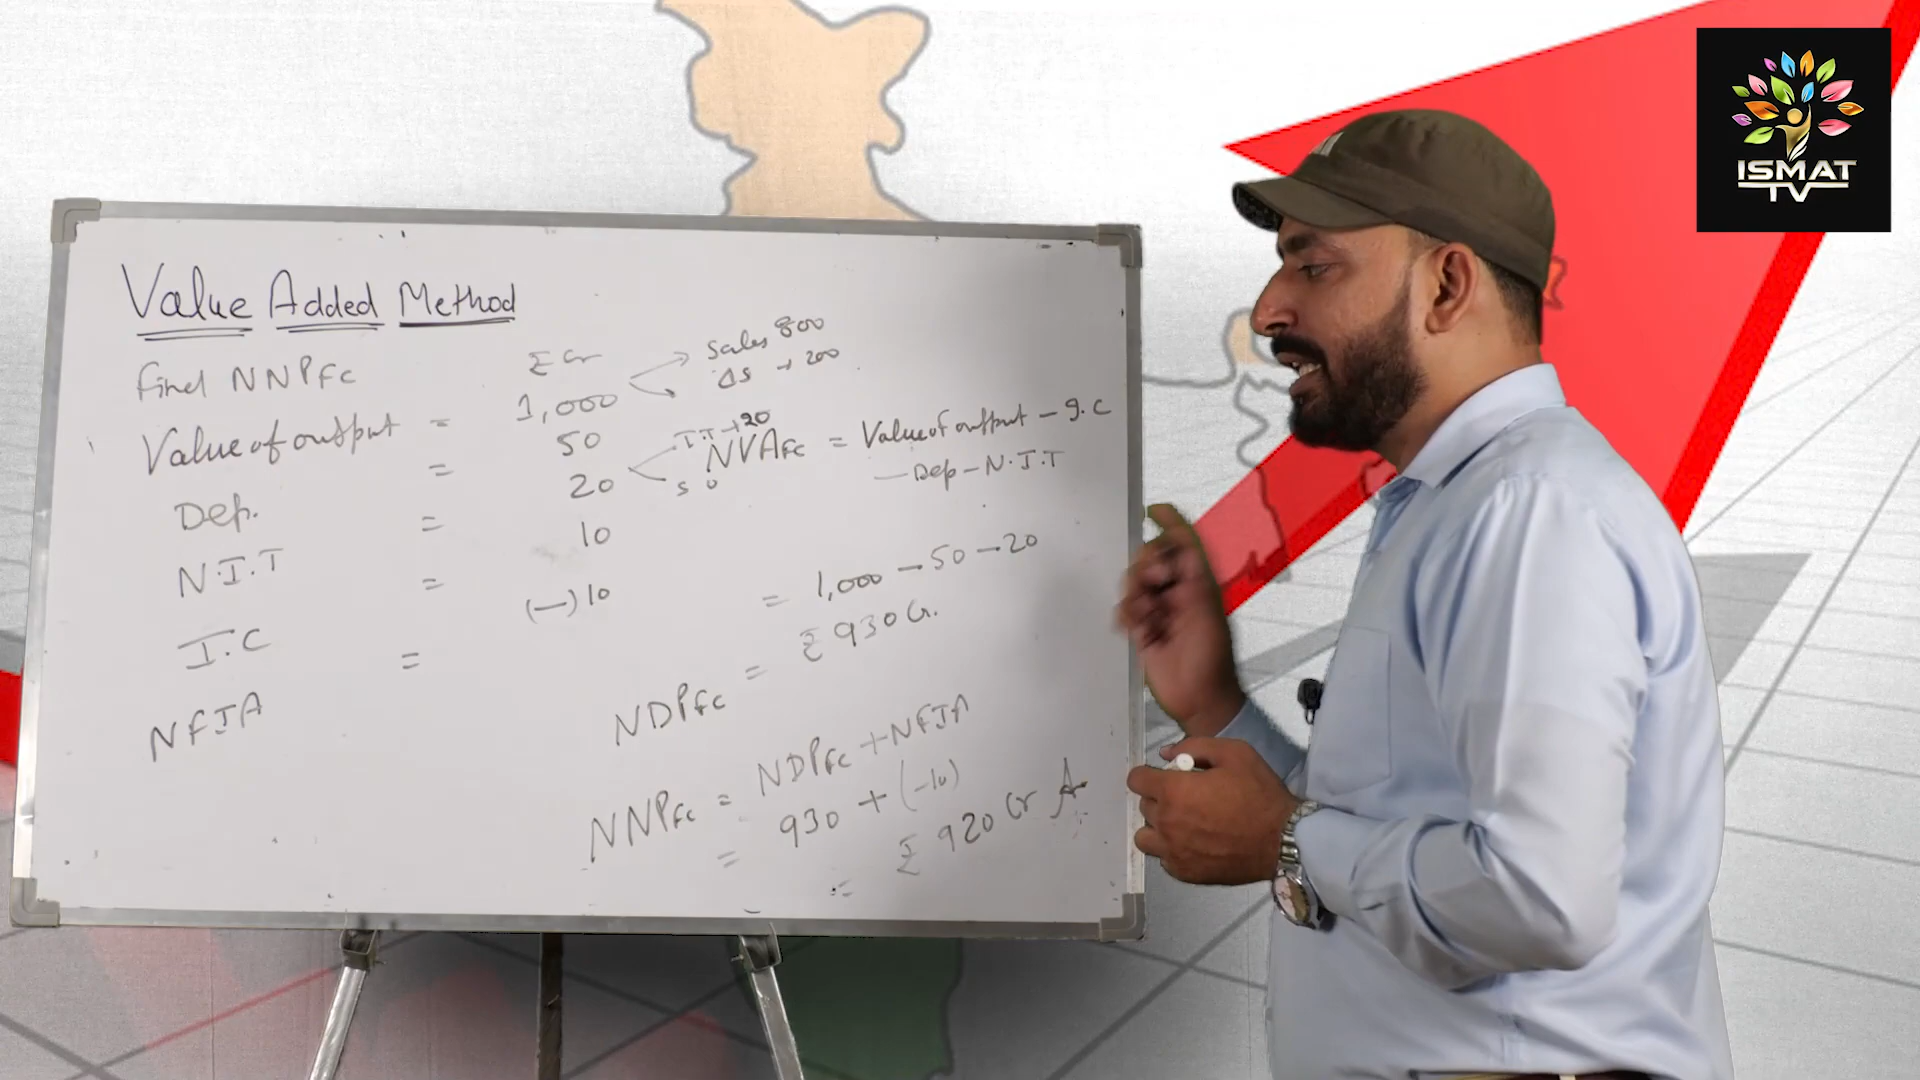 Value Added Method
find NNPFC
₹ Cr
Sales 800
Δs → 200
Value of output = 1,000
Dep. = 50
N.I.T = 20
I.T → 20
s 0
I.C = 10
NFIA = (—) 10
NVAFC = Value of output – I.C
— Dep – N.I.T
= 1,000 – 50 – 20
NDPFC = ₹ 930 Cr.
NNPFC = NDPFC + NFIA
= 930 + (-10)
= ₹ 920 Cr A
ISMAT
TV